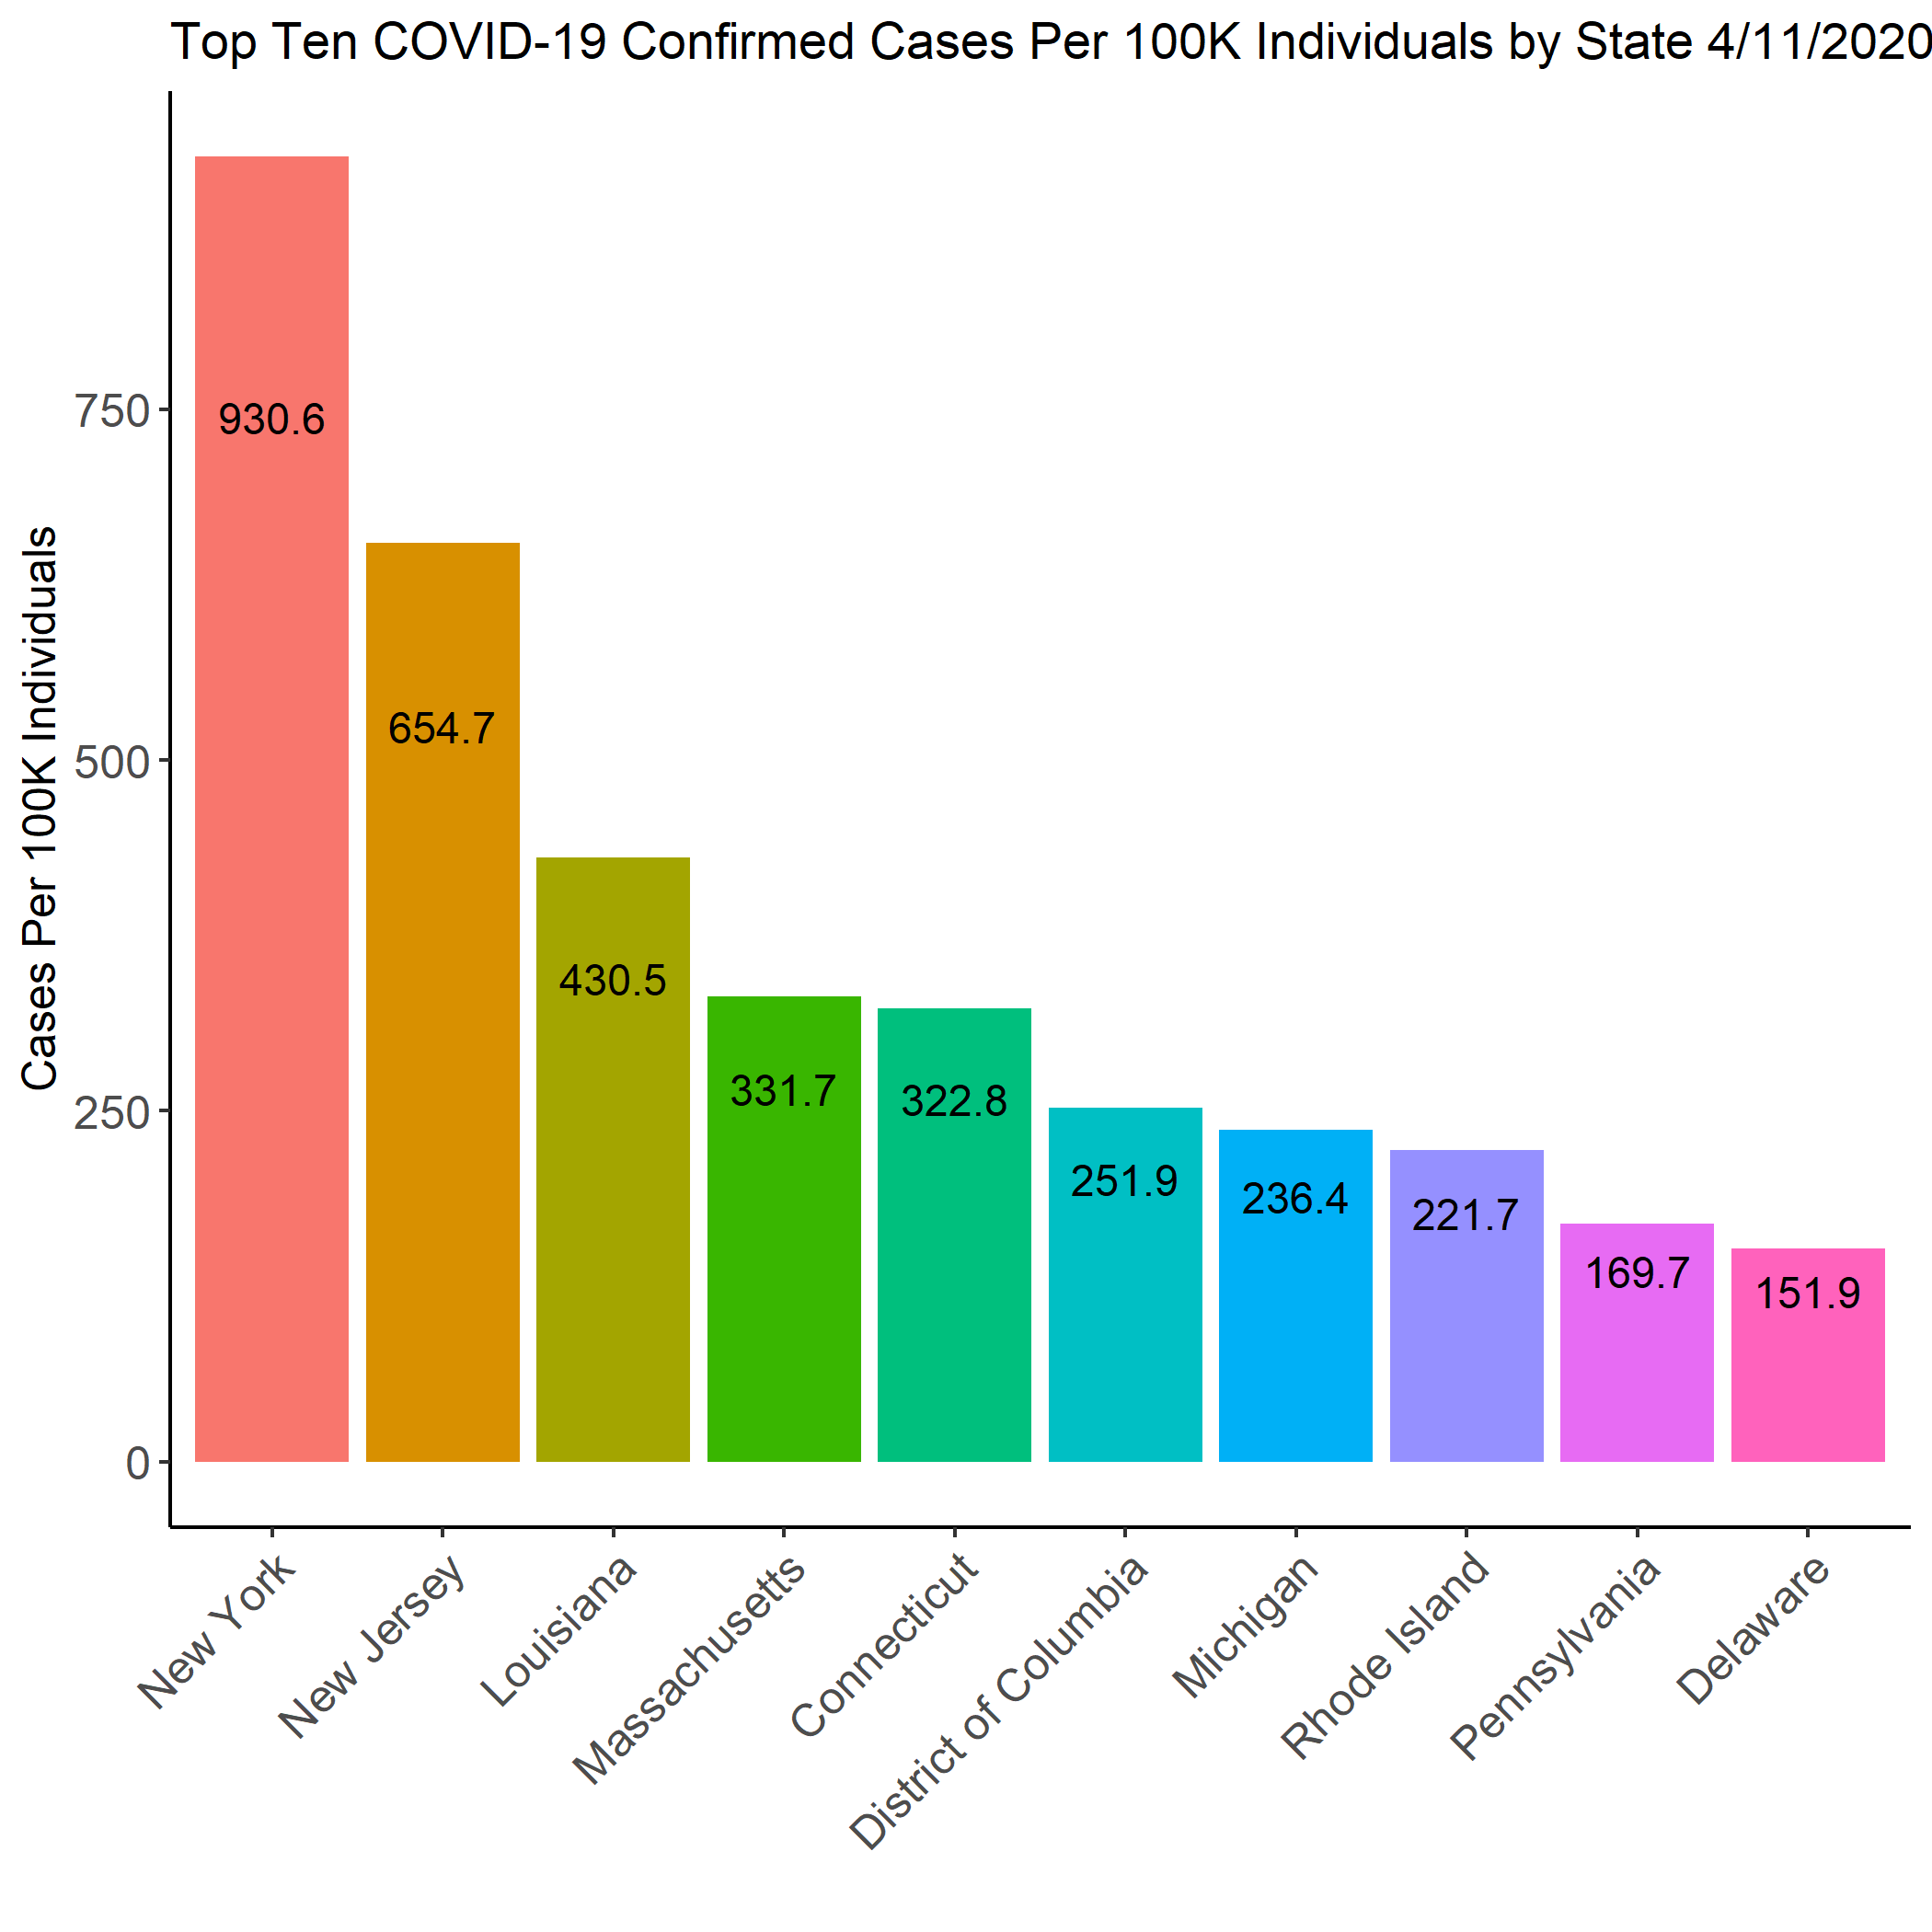 Top Ten COVID-19 Confirmed Cases Per 100K Individuals by State 4/11/2020
Cases Per 100K Individuals
750
500
250
0
930.6
654.7
430.5
331.7
322.8
251.9
236.4
221.7
169.7
151.9
New York
New Jersey
Louisiana
Massachusetts
Connecticut
District of Columbia
Michigan
Rhode Island
Pennsylvania
Delaware